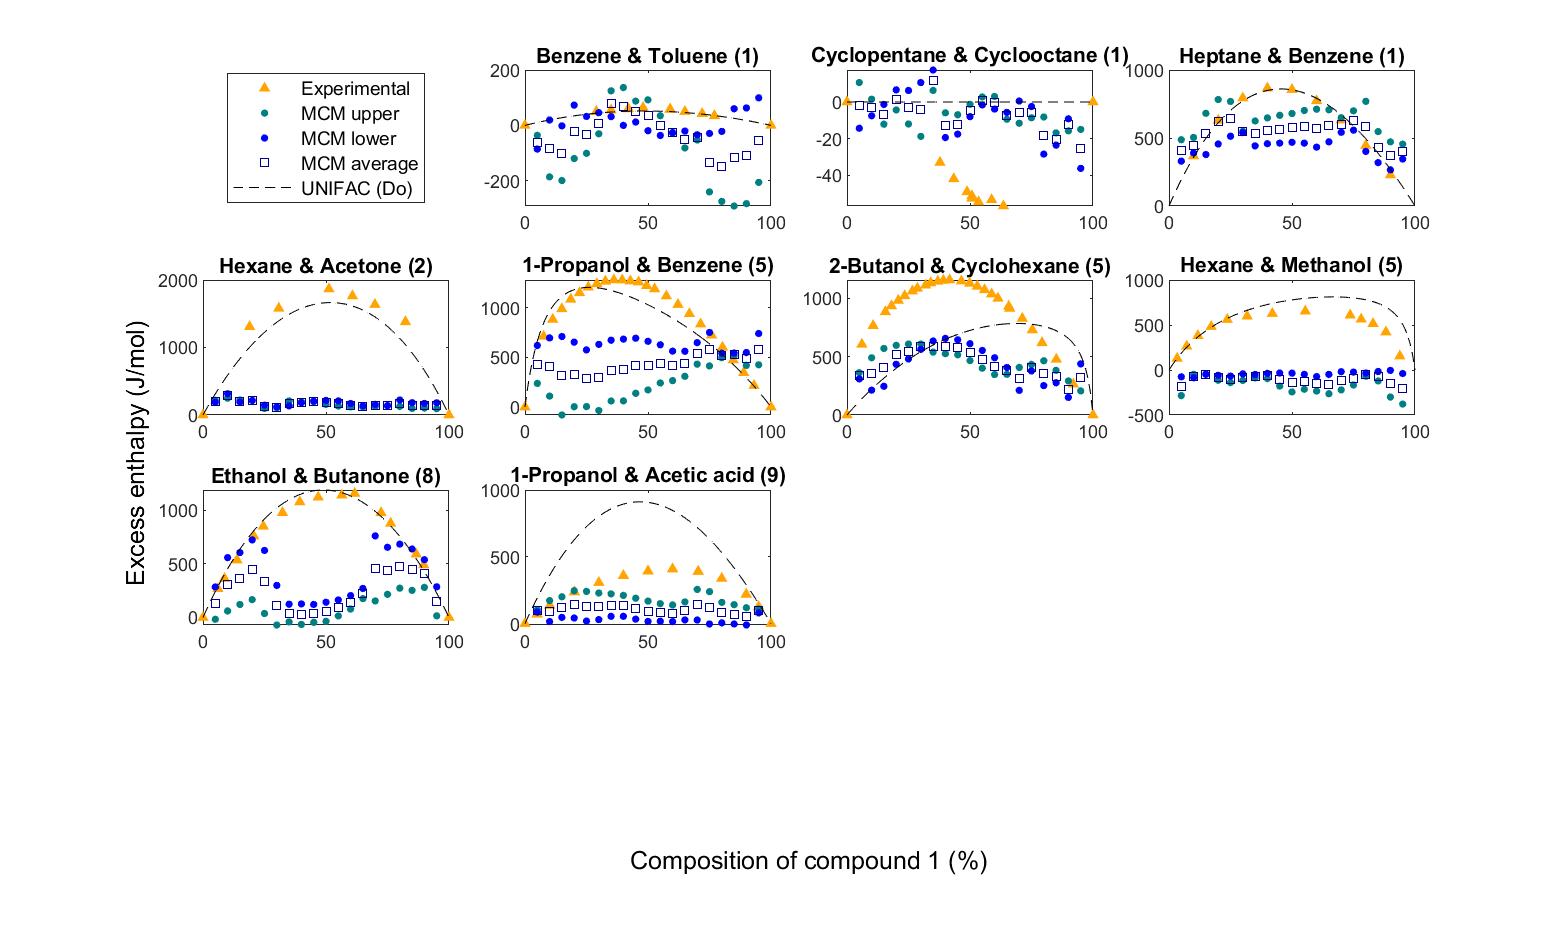 Experimental
MCM upper
MCM lower
MCM average
UNIFAC (Do)
Benzene & Toluene (1)
200
0
-200
0 50 100
Cyclopentane & Cyclooctane (1)
0
-20
-40
0 50 100
Heptane & Benzene (1)
1000
500
0
0 50 100
Hexane & Acetone (2)
2000
1000
0
0 50 100
1-Propanol & Benzene (5)
1000
500
0
0 50 100
2-Butanol & Cyclohexane (5)
1000
500
0
0 50 100
Hexane & Methanol (5)
1000
500
0
-500
0 50 100
Ethanol & Butanone (8)
1000
500
0
0 50 100
1-Propanol & Acetic acid (9)
1000
500
0
0 50 100
Excess enthalpy (J/mol)
Composition of compound 1 (%)